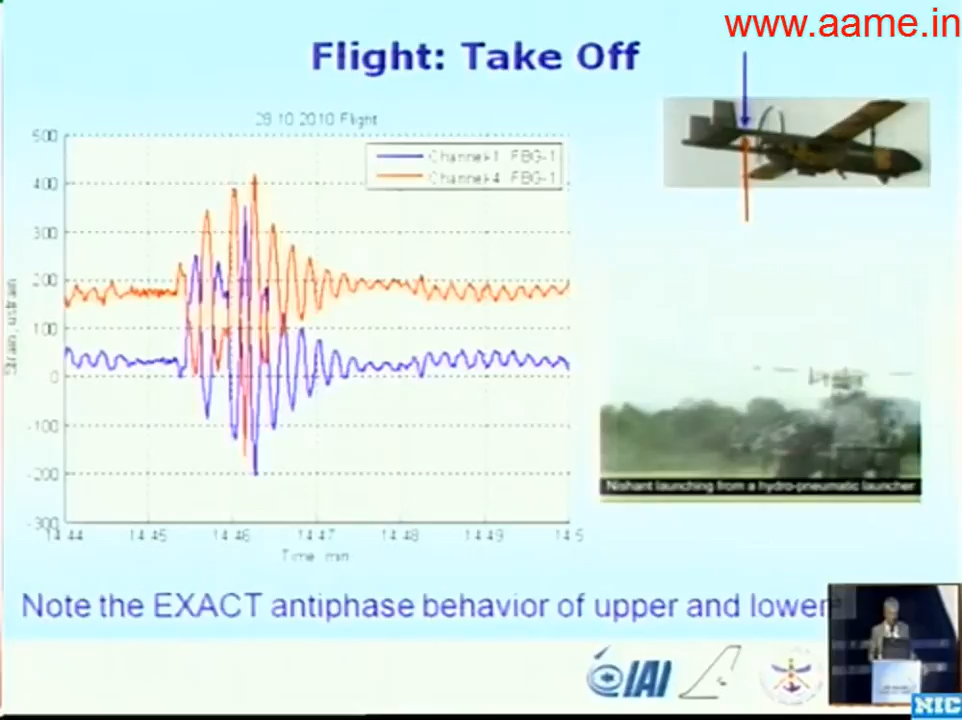 www.aame.in
Flight: Take Off
28.10.2010 Flight
Channel-1 FBG-1
Channel-4 FBG-1
500
400
300
200
100
0
-100
-200
-300
14.44 14.45 14.46 14.47 14.48 14.49 14.5
Time, min
Nishant launching from a hydro-pneumatic launcher
Note the EXACT antiphase behavior of upper and lower
IAI
NIC